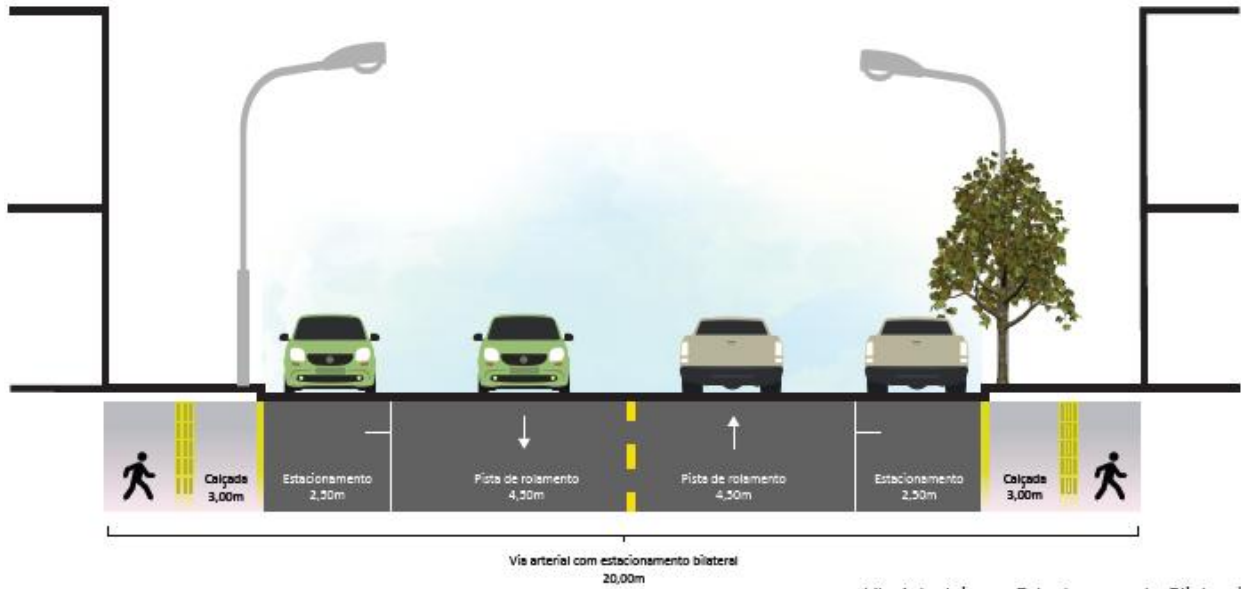 Calçada
3,00m
Estacionamento
2,50m
Pista de rolamento
4,50m
Pista de rolamento
4,50m
Estacionamento
2,50m
Calçada
3,00m
Via arterial com estacionamento bilateral
20,00m